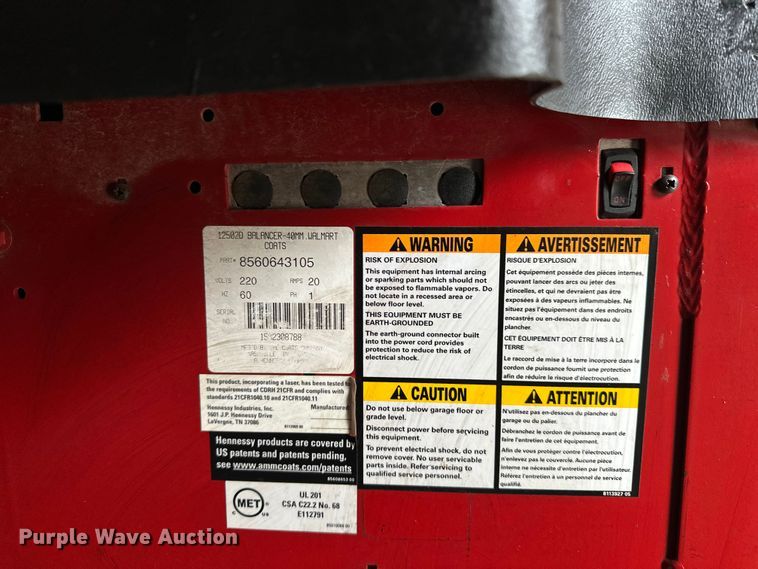 ON
12502D BALANCER-40MM.WALMART
COATS
PART# 8560643105
VOLTS 220 AMPS 20
HZ 60 PH 1
SERIAL
NO.
This product, incorporating a laser, has been tested to
the requirements of CDRH 21CFR and complies with
standards 21CFR1040.10 and 21CFR1040.11
Hennessy Industries, Inc. Manufactured
1601 J.P. Hennessy Drive
LaVergne, TN 37086
Hennessy products are covered by
US patents and patents pending,
see www.ammcoats.com/patents
MET
C US
UL 201
CSA C22.2 No. 68
E112791
WARNING
RISK OF EXPLOSION
This equipment has internal arcing
or sparking parts which should not
be exposed to flammable vapors. Do
not locate in a recessed area or
below floor level.
THIS EQUIPMENT MUST BE
EARTH-GROUNDED
The earth-ground connector built
into the power cord provides
protection to reduce the risk of
electrical shock.
AVERTISSEMENT
RISQUE D'EXPLOSION
Cet équipement possède des pièces internes,
pouvant lancer des arcs ou jeter des
étincelles, et qui ne devraient pas être
exposées à des vapeurs inflammables. Ne
situez pas l'équipement dans des endroits
encastrés ou en-dessous du niveau du
plancher.
CET ÉQUIPEMENT DOIT ÊTRE MIS À LA
TERRE
Le raccord de mise à la terre incorporé dans le
cordon de puissance fournit une protection
afin de réduire le risque d'électrocution.
CAUTION
Do not use below garage floor or
grade level.
Disconnect power before servicing
this equipment.
To prevent electrical shock, do not
remove cover. No user servicable
parts inside. Refer servicing to
qualified service personnel.
ATTENTION
N'utilisez pas en-dessous du plancher du
garage ou du palier.
Débranchez le cordon de puissance avant de
faire l'entretien de cet équipement.
Afin de vous protéger contre l'électrocution,
n'enlevez pas le couvercle. Aucune pièce
interne ne nécessite d'entretien par l'utilisateur.
Référez l'entretien à un personnel de service
qualifié.
8113927 05
Purple Wave Auction